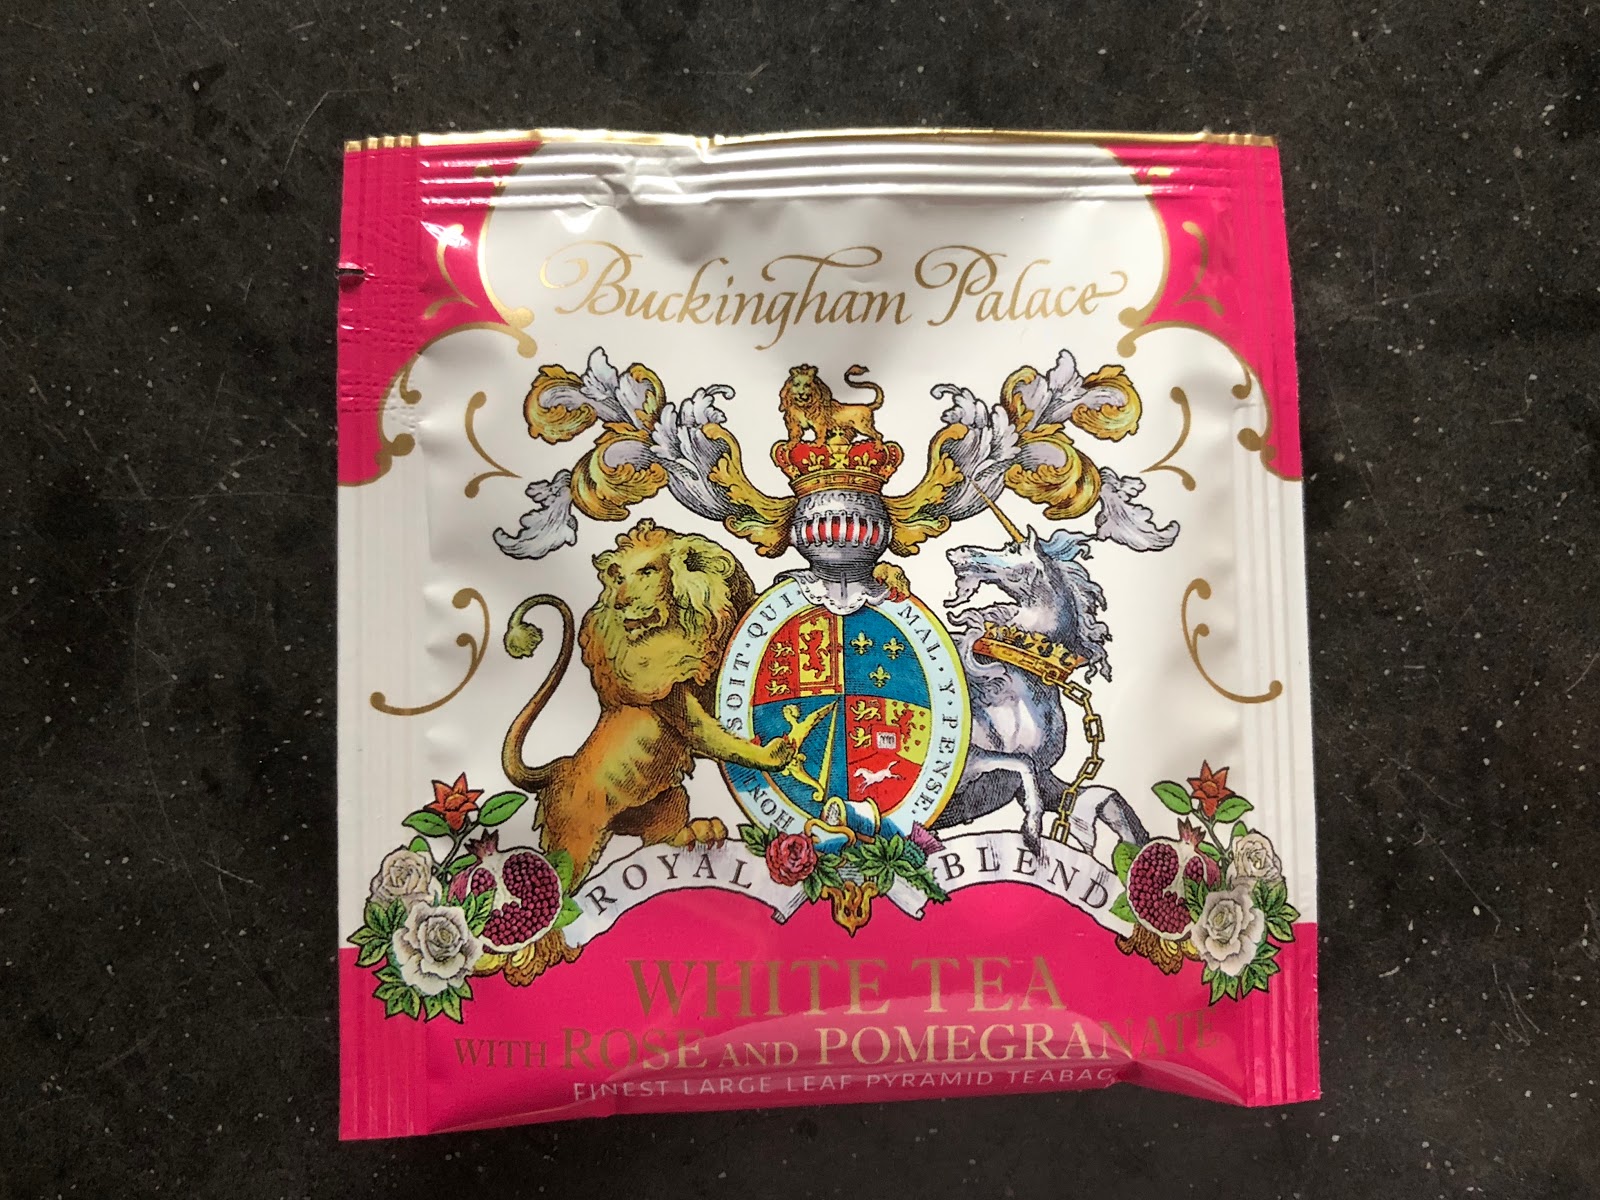 Buckingham Palace
HONI SOIT · QUI · MAL · Y · PENSE
ROYAL BLEND
WHITE TEA
WITH ROSE AND POMEGRANATE
FINEST LARGE LEAF PYRAMID TEABAG